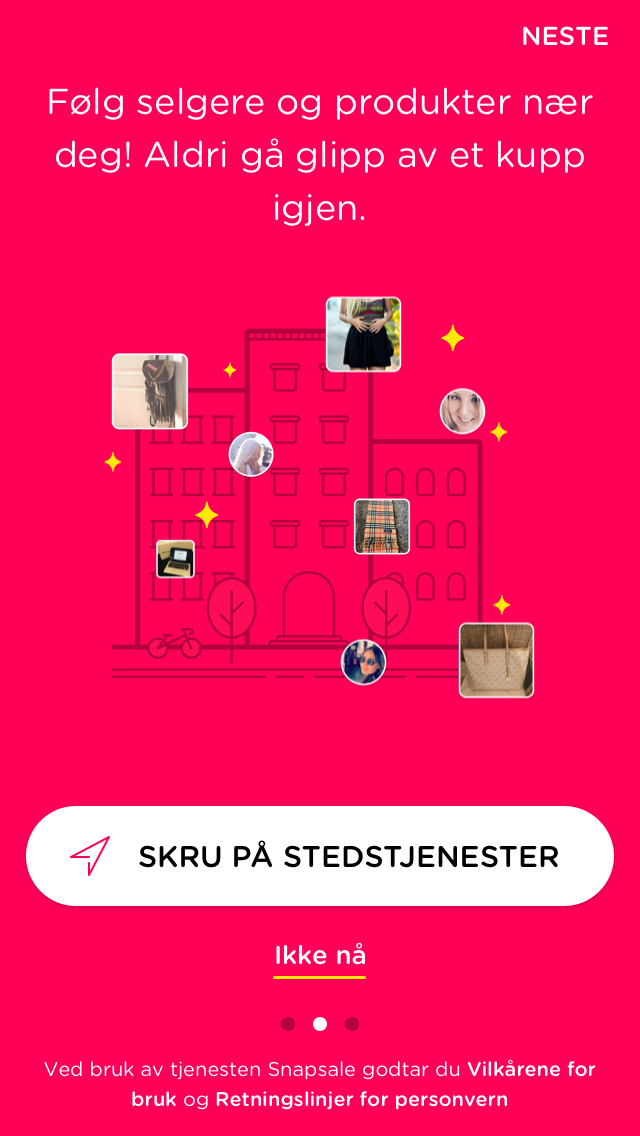 NESTE
Følg selgere og produkter nær
deg! Aldri gå glipp av et kupp
igjen.
SKRU PÅ STEDSTJENESTER
Ikke nå
Ved bruk av tjenesten Snapsale godtar du Vilkårene for
bruk og Retningslinjer for personvern